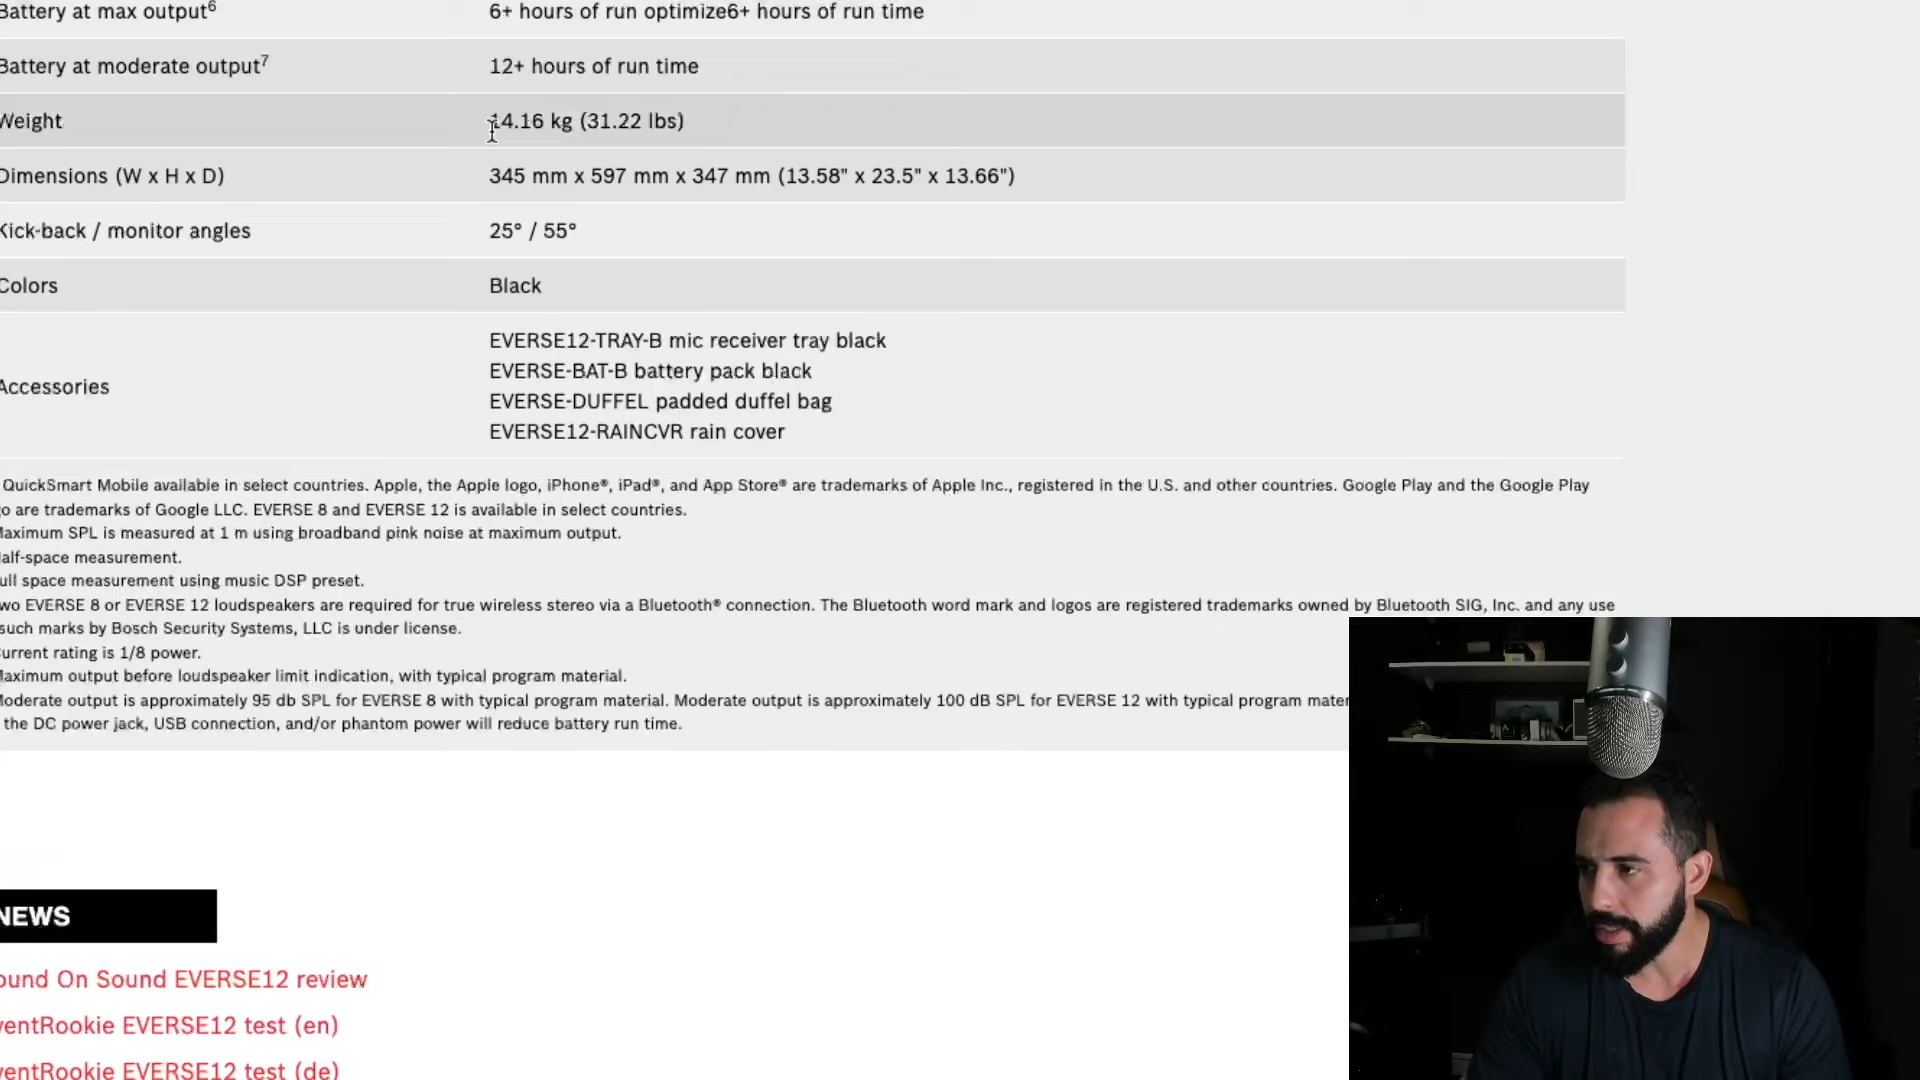 Battery at max output6 6+ hours of run optimize6+ hours of run time
Battery at moderate output7 12+ hours of run time
Weight 14.16 kg (31.22 lbs)
Dimensions (W x H x D) 345 mm x 597 mm x 347 mm (13.58" x 23.5" x 13.66")
Kick-back / monitor angles 25° / 55°
Colors Black
Accessories
EVERSE12-TRAY-B mic receiver tray black
EVERSE-BAT-B battery pack black
EVERSE-DUFFEL padded duffel bag
EVERSE12-RAINCVR rain cover
QuickSmart Mobile available in select countries. Apple, the Apple logo, iPhone®, iPad®, and App Store® are trademarks of Apple Inc., registered in the U.S. and other countries. Google Play and the Google Play
go are trademarks of Google LLC. EVERSE 8 and EVERSE 12 is available in select countries.
Maximum SPL is measured at 1 m using broadband pink noise at maximum output.
Half-space measurement.
ull space measurement using music DSP preset.
wo EVERSE 8 or EVERSE 12 loudspeakers are required for true wireless stereo via a Bluetooth® connection. The Bluetooth word mark and logos are registered trademarks owned by Bluetooth SIG, Inc. and any use
such marks by Bosch Security Systems, LLC is under license.
Current rating is 1/8 power.
Maximum output before loudspeaker limit indication, with typical program material.
Moderate output is approximately 95 db SPL for EVERSE 8 with typical program material. Moderate output is approximately 100 dB SPL for EVERSE 12 with typical program mater
the DC power jack, USB connection, and/or phantom power will reduce battery run time.
NEWS
ound On Sound EVERSE12 review
ventRookie EVERSE12 test (en)
ventRookie EVERSE12 test (de)